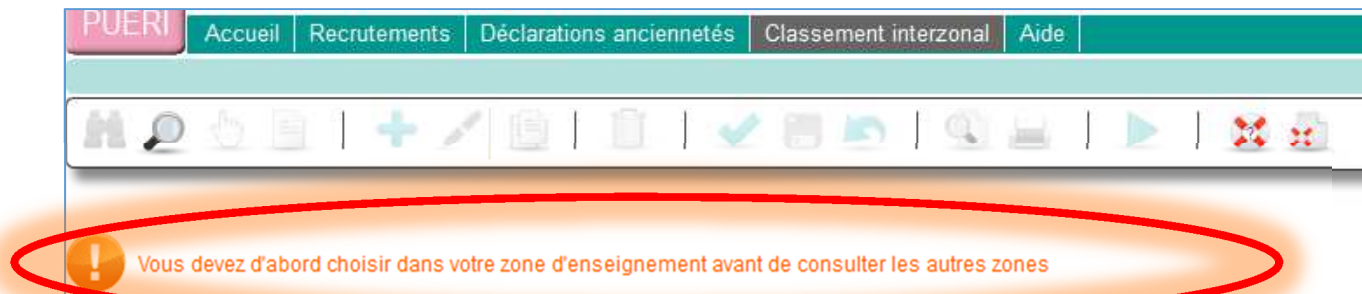 PUERI
Accueil Recrutements Déclarations anciennetés Classement interzonal Aide
Vous devez d'abord choisir dans votre zone d'enseignement avant de consulter les autres zones